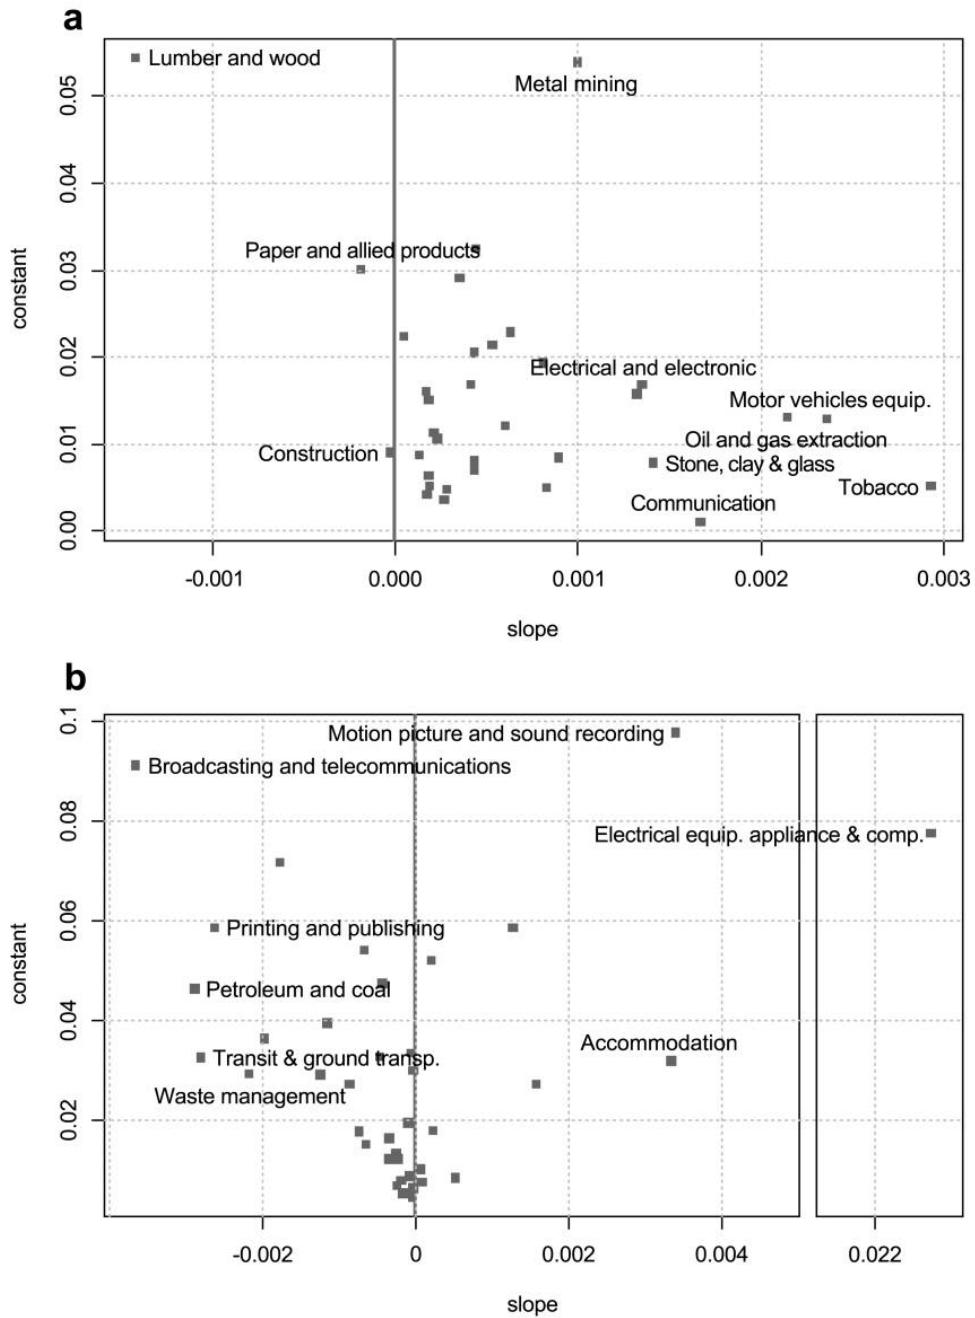 a
Lumber and wood
Metal mining
Paper and allied products
Electrical and electronic
Motor vehicles equip.
Oil and gas extraction
Construction
Stone, clay & glass
Tobacco
Communication
0.05
0.04
0.03
0.02
0.01
0.00
constant
-0.001
0.000
0.001
0.002
0.003
slope
b
Motion picture and sound recording
Broadcasting and telecommunications
Electrical equip. appliance & comp.
Printing and publishing
Petroleum and coal
Accommodation
Transit & ground transp.
Waste management
0.1
0.08
0.06
0.04
0.02
constant
-0.002
0
0.002
0.004
0.022
slope